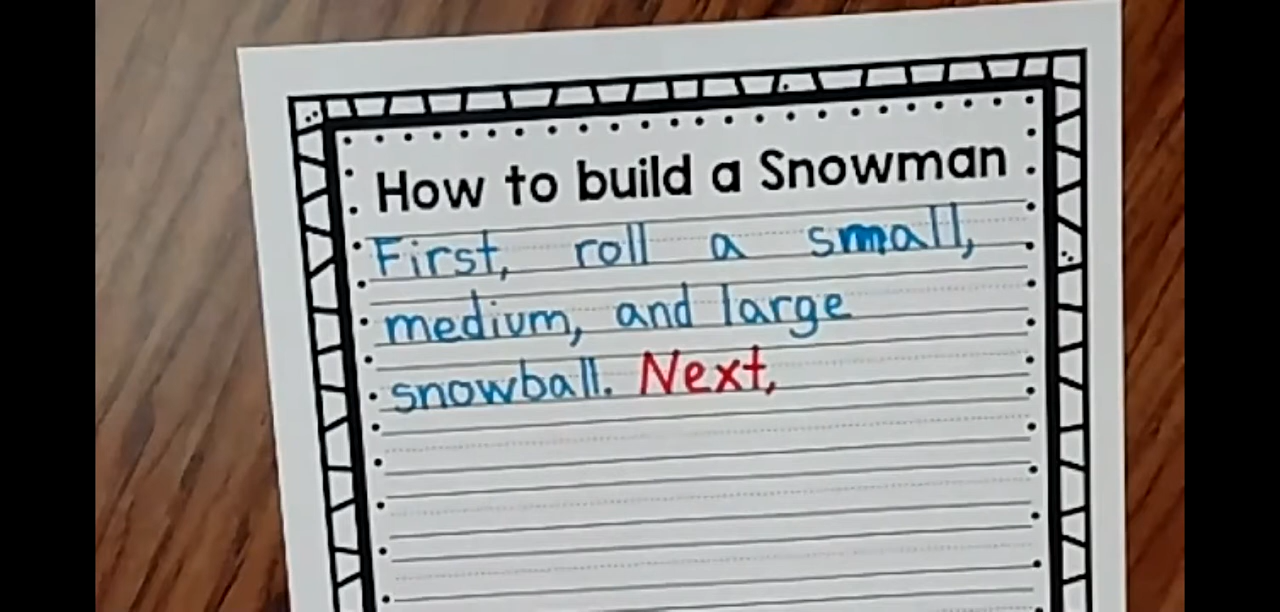 How to build a Snowman
First, roll a small,
medium, and large
snowball. Next,